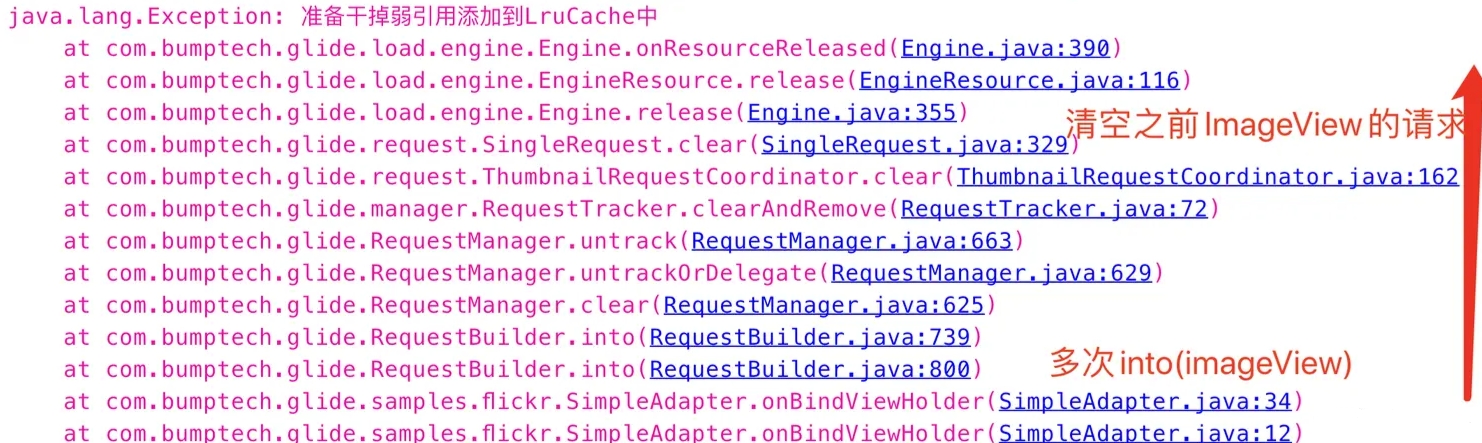 java.lang.Exception: 准备干掉弱引用添加到LruCache中
at com.bumptech.glide.load.engine.Engine.onResourceReleased(Engine.java:390)
at com.bumptech.glide.load.engine.EngineResource.release(EngineResource.java:116)
at com.bumptech.glide.load.engine.Engine.release(Engine.java:355)
清空之前ImageView的请求
at com.bumptech.glide.request.SingleRequest.clear(SingleRequest.java:329)
at com.bumptech.glide.request.ThumbnailRequestCoordinator.clear(ThumbnailRequestCoordinator.java:162
at com.bumptech.glide.manager.RequestTracker.clearAndRemove(RequestTracker.java:72)
at com.bumptech.glide.RequestManager.untrack(RequestManager.java:663)
at com.bumptech.glide.RequestManager.untrackOrDelegate(RequestManager.java:629)
at com.bumptech.glide.RequestManager.clear(RequestManager.java:625)
at com.bumptech.glide.RequestBuilder.into(RequestBuilder.java:739)
多次into(imageView)
at com.bumptech.glide.RequestBuilder.into(RequestBuilder.java:800)
at com.bumptech.glide.samples.flickr.SimpleAdapter.onBindViewHolder(SimpleAdapter.java:34)
at com.bumptech.glide.samples.flickr.SimpleAdapter.onBindViewHolder(SimpleAdapter.java:12)